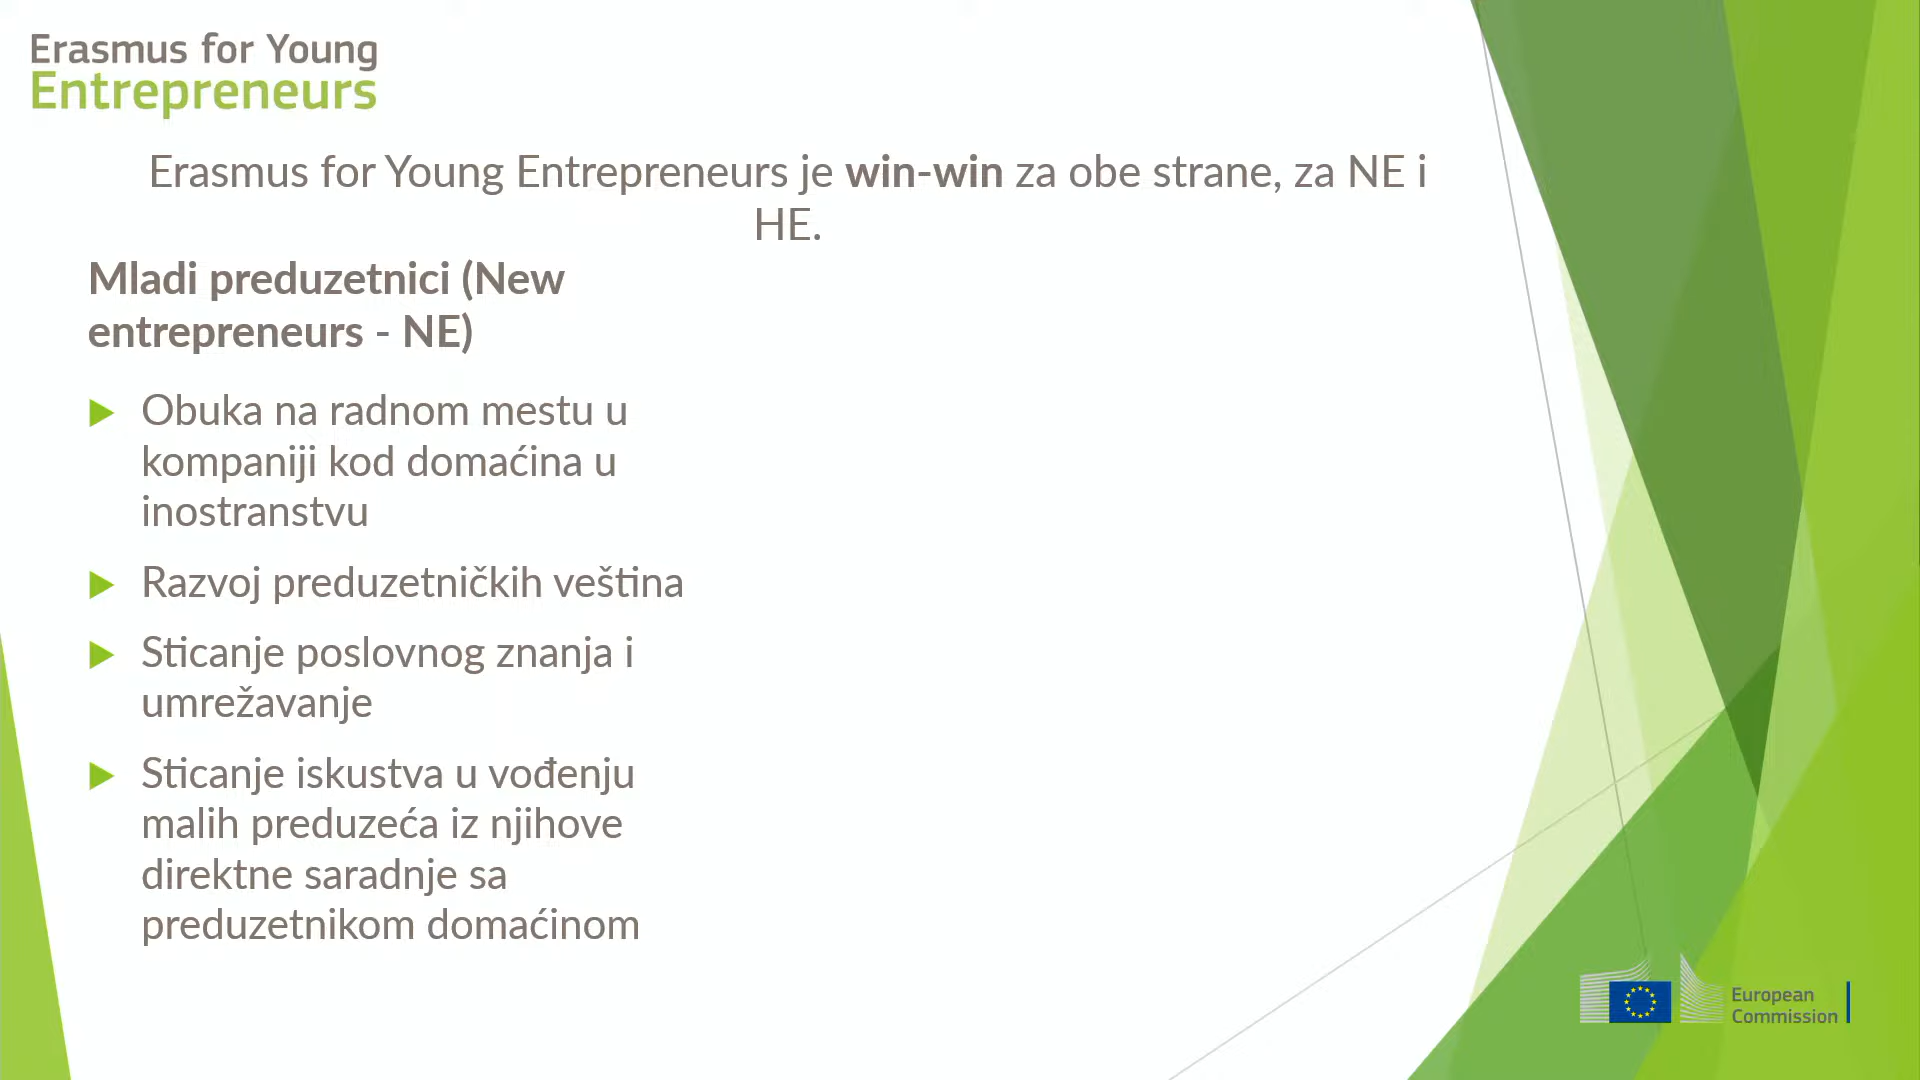 Erasmus for Young
Entrepreneurs
Erasmus for Young Entrepreneurs je win-win za obe strane, za NE i
HE.
Mladi preduzetnici (New
entrepreneurs - NE)
Obuka na radnom mestu u
kompaniji kod domaćina u
inostranstvu
Razvoj preduzetničkih veština
Sticanje poslovnog znanja i
umrežavanje
Sticanje iskustva u vođenju
malih preduzeća iz njihove
direktne saradnje sa
preduzetnikom domaćinom
European
Commission